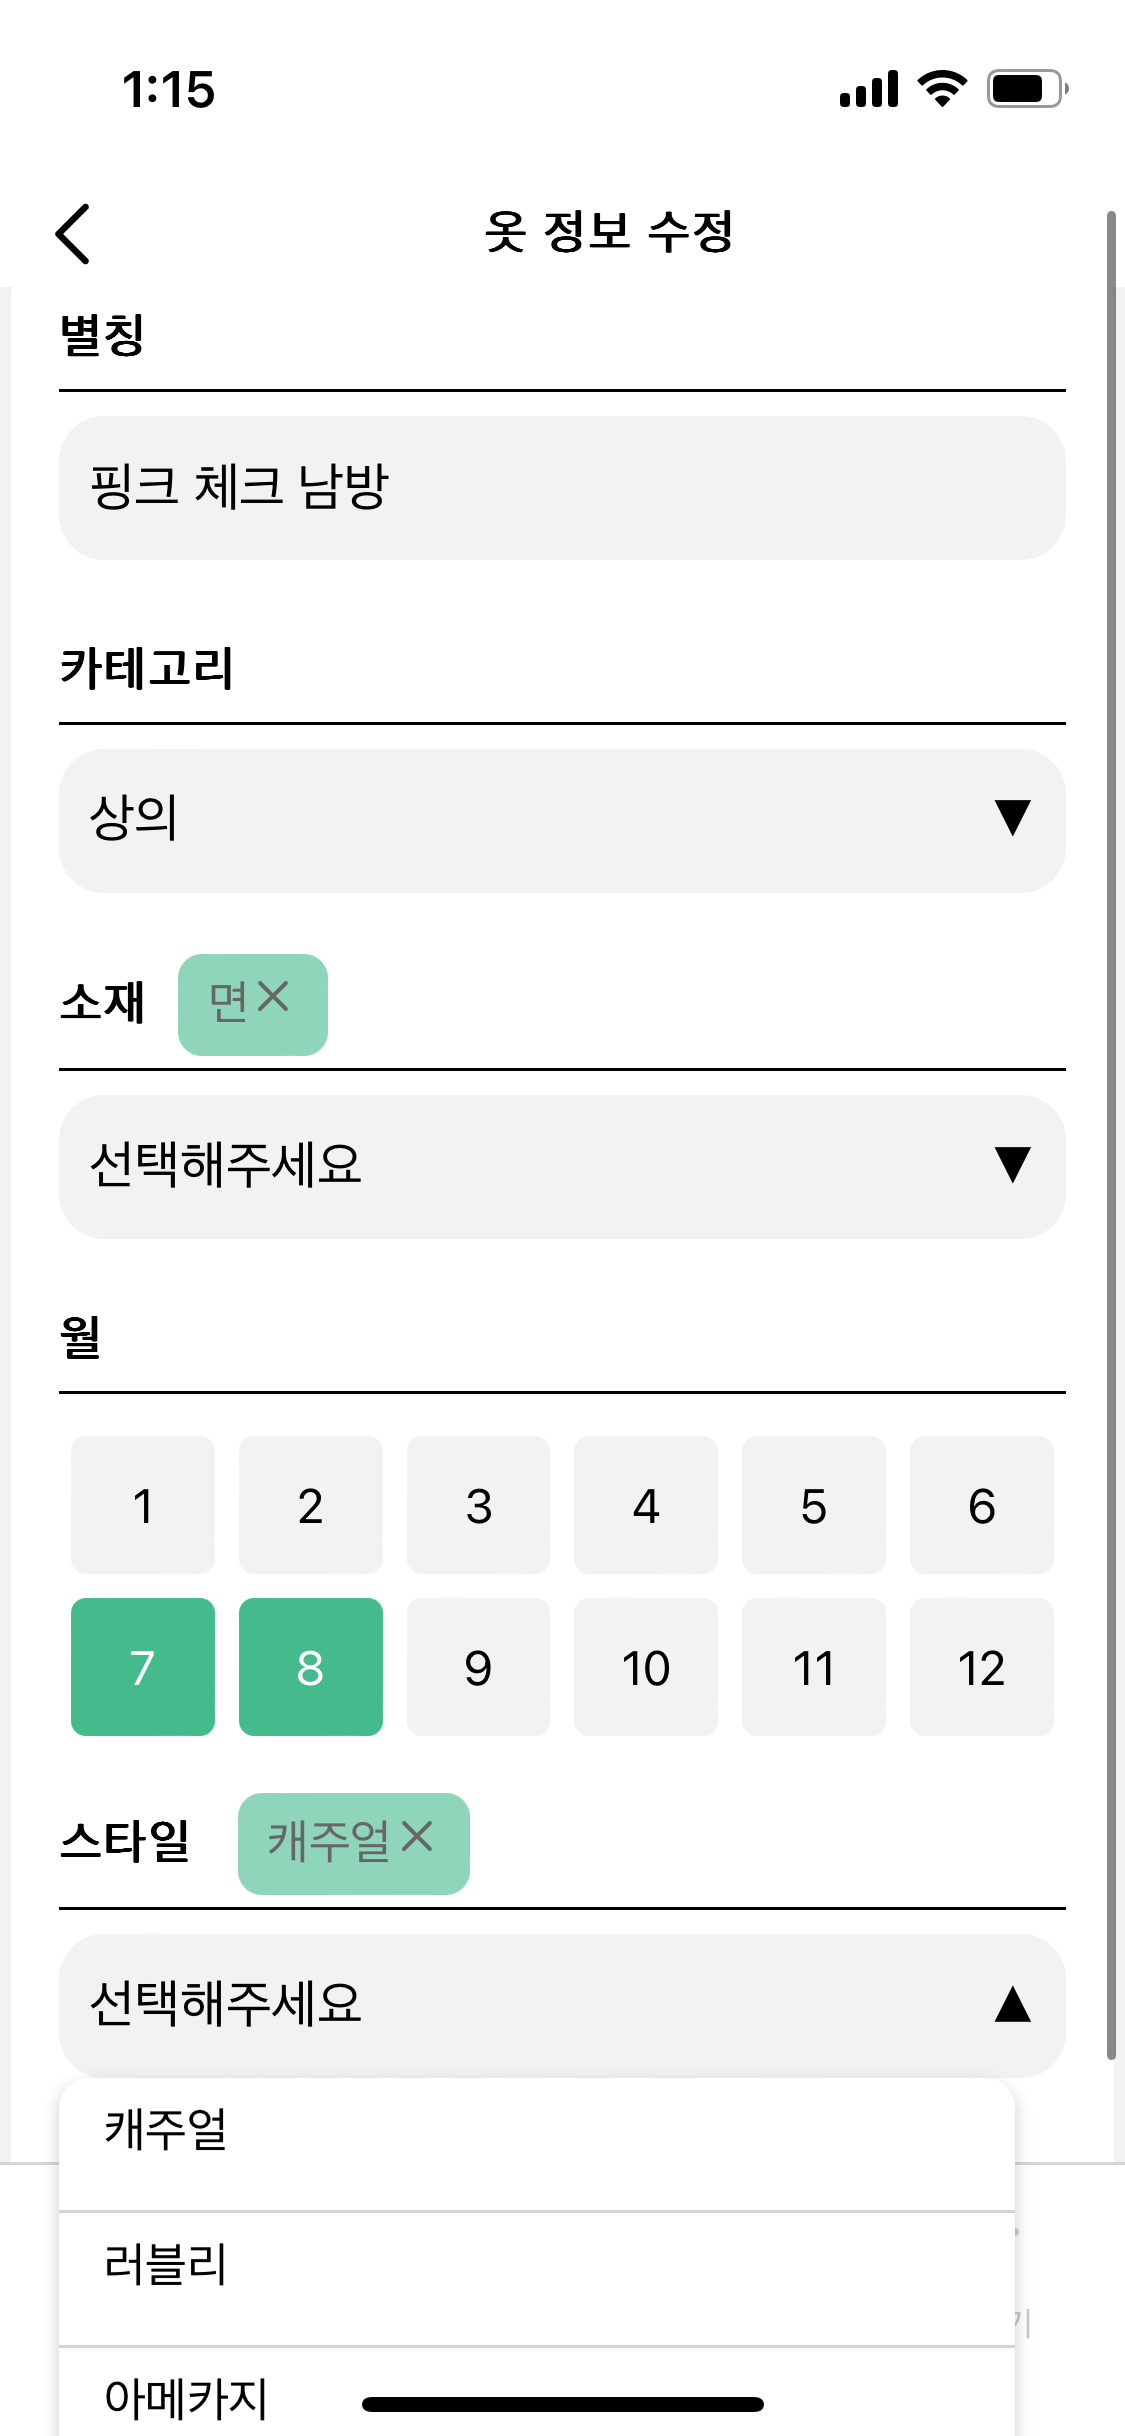 1:15
옷 정보 수정
별칭
핑크 체크 남방
카테고리
상의 ▼
소재 면 ×
선택해주세요 ▼
월
1 2 3 4 5 6
7 8 9 10 11 12
스타일 캐주얼 ×
선택해주세요 ▲
캐주얼
러블리
아메카지